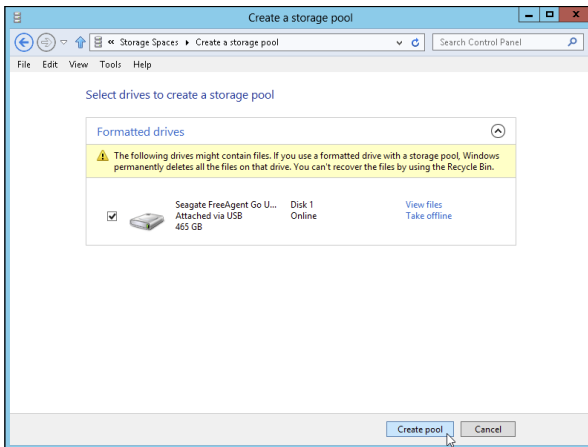 Create a storage pool
« Storage Spaces ▸ Create a storage pool
Search Control Panel
File Edit View Tools Help
Select drives to create a storage pool
Formatted drives
The following drives might contain files. If you use a formatted drive with a storage pool, Windows
permanently deletes all the files on that drive. You can't recover the files by using the Recycle Bin.
Seagate FreeAgent Go U... Disk 1 View files
Attached via USB Online Take offline
465 GB
Create pool Cancel